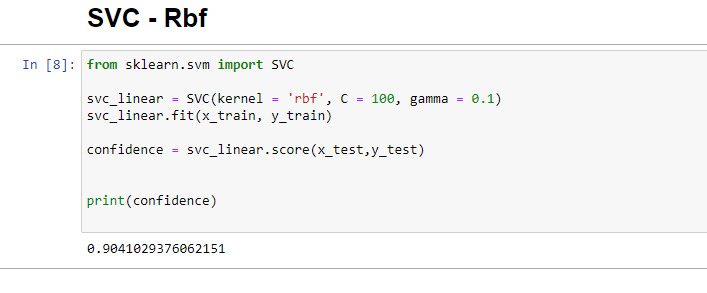 SVC - Rbf
In [8]: from sklearn.svm import SVC
svc_linear = SVC(kernel = 'rbf', C = 100, gamma = 0.1)
svc_linear.fit(x_train, y_train)
confidence = svc_linear.score(x_test,y_test)
print(confidence)
0.9041029376062151